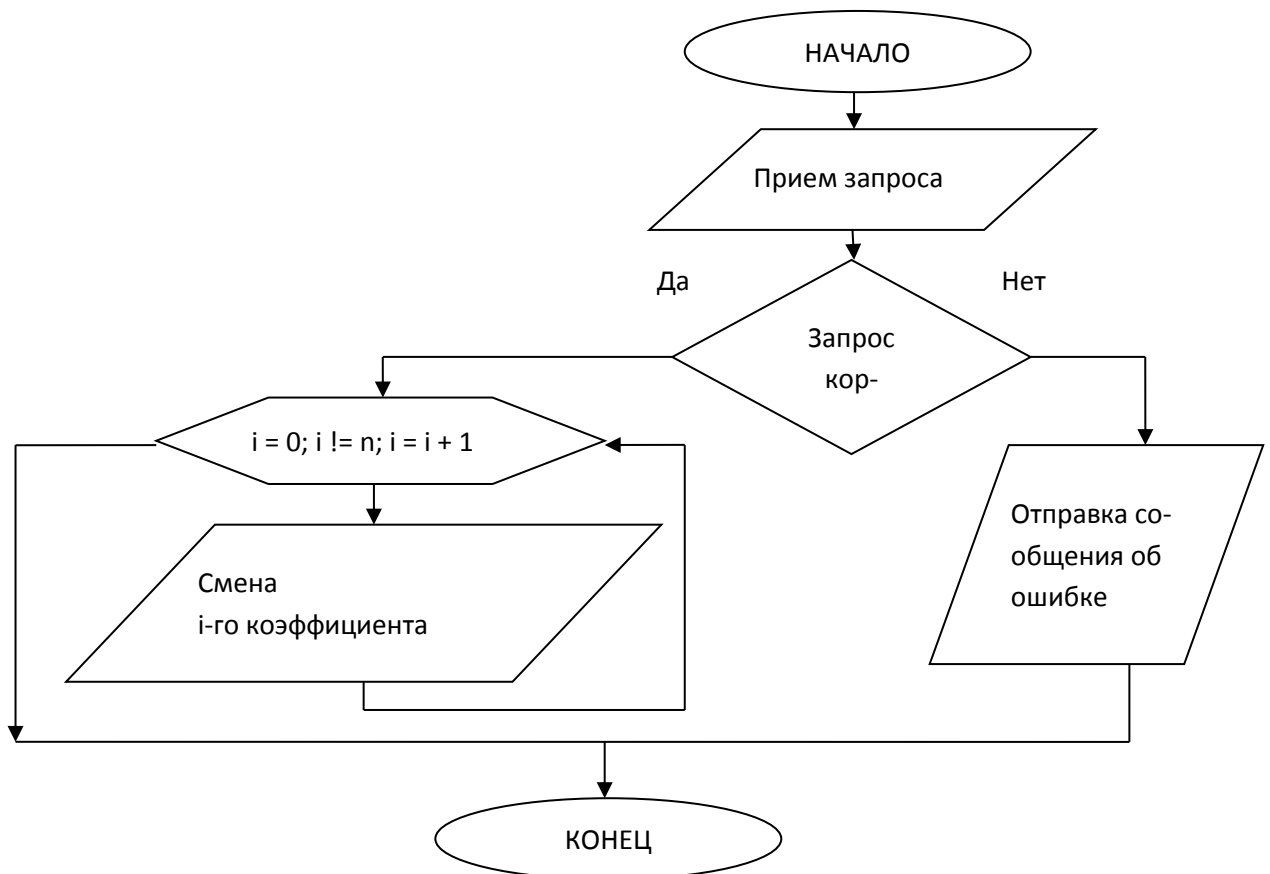 НАЧАЛО
Прием запроса
Да
Нет
Запрос
кор-
i = 0; i != n; i = i + 1
Отправка со-
общения об
ошибке
Смена
i-го коэффициента
КОНЕЦ